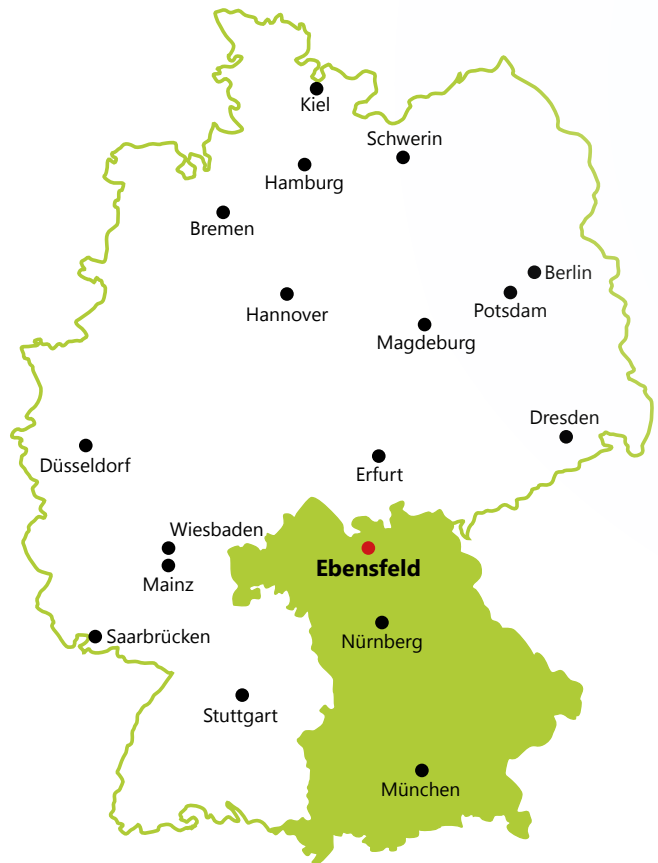 Kiel
Schwerin
Hamburg
Bremen
Berlin
Potsdam
Hannover
Magdeburg
Dresden
Düsseldorf
Erfurt
Wiesbaden
Ebensfeld
Mainz
Saarbrücken
Nürnberg
Stuttgart
München